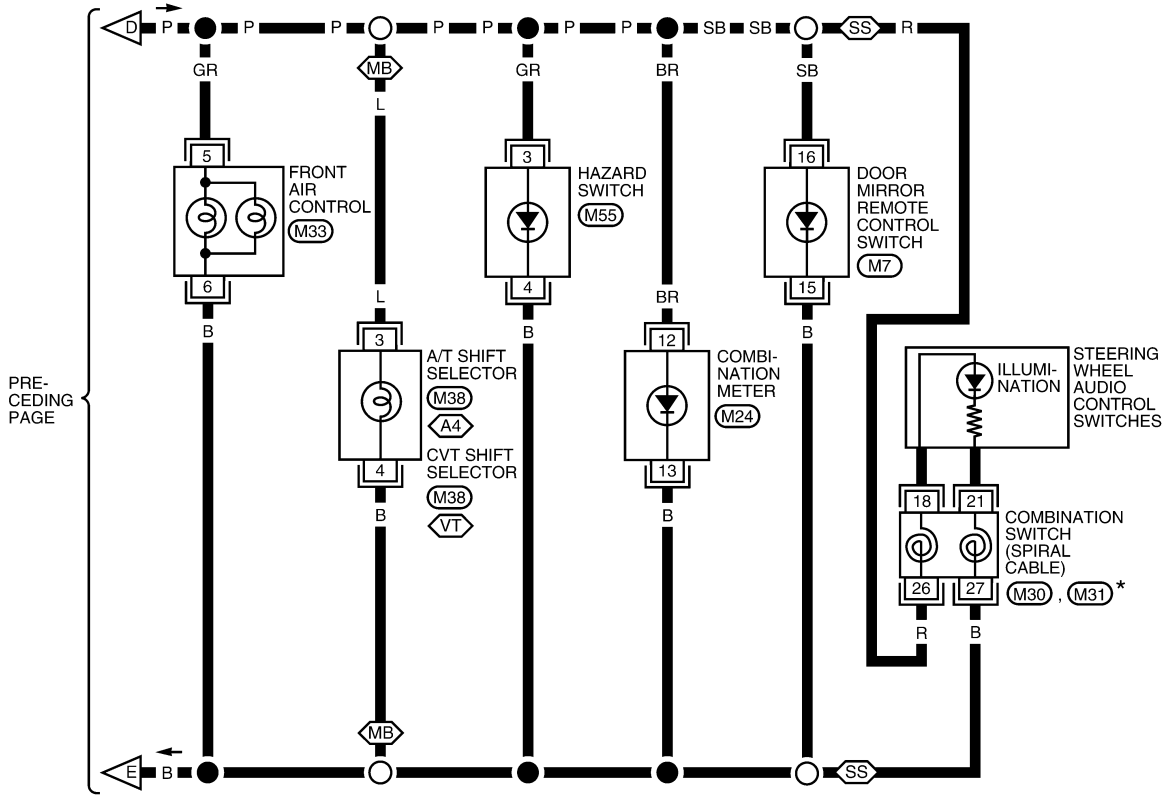 D P P P P P P P SB SB SS R
GR MB GR BR SB
L
5 3 16
FRONT
AIR
CONTROL
M33
HAZARD
SWITCH
M55
DOOR
MIRROR
REMOTE
CONTROL
SWITCH
M7
6 4 15
L BR
B B B
3 12
A/T SHIFT
SELECTOR
M38
A4
CVT SHIFT
SELECTOR
M38
VT
COMBI-
NATION
METER
M24
4 13
B B
PRE-
CEDING
PAGE
ILLUMI-
NATION
STEERING
WHEEL
AUDIO
CONTROL
SWITCHES
18 21
COMBINATION
SWITCH
(SPIRAL
CABLE)
M30 , M31 *
26 27
R B
MB
E B SS